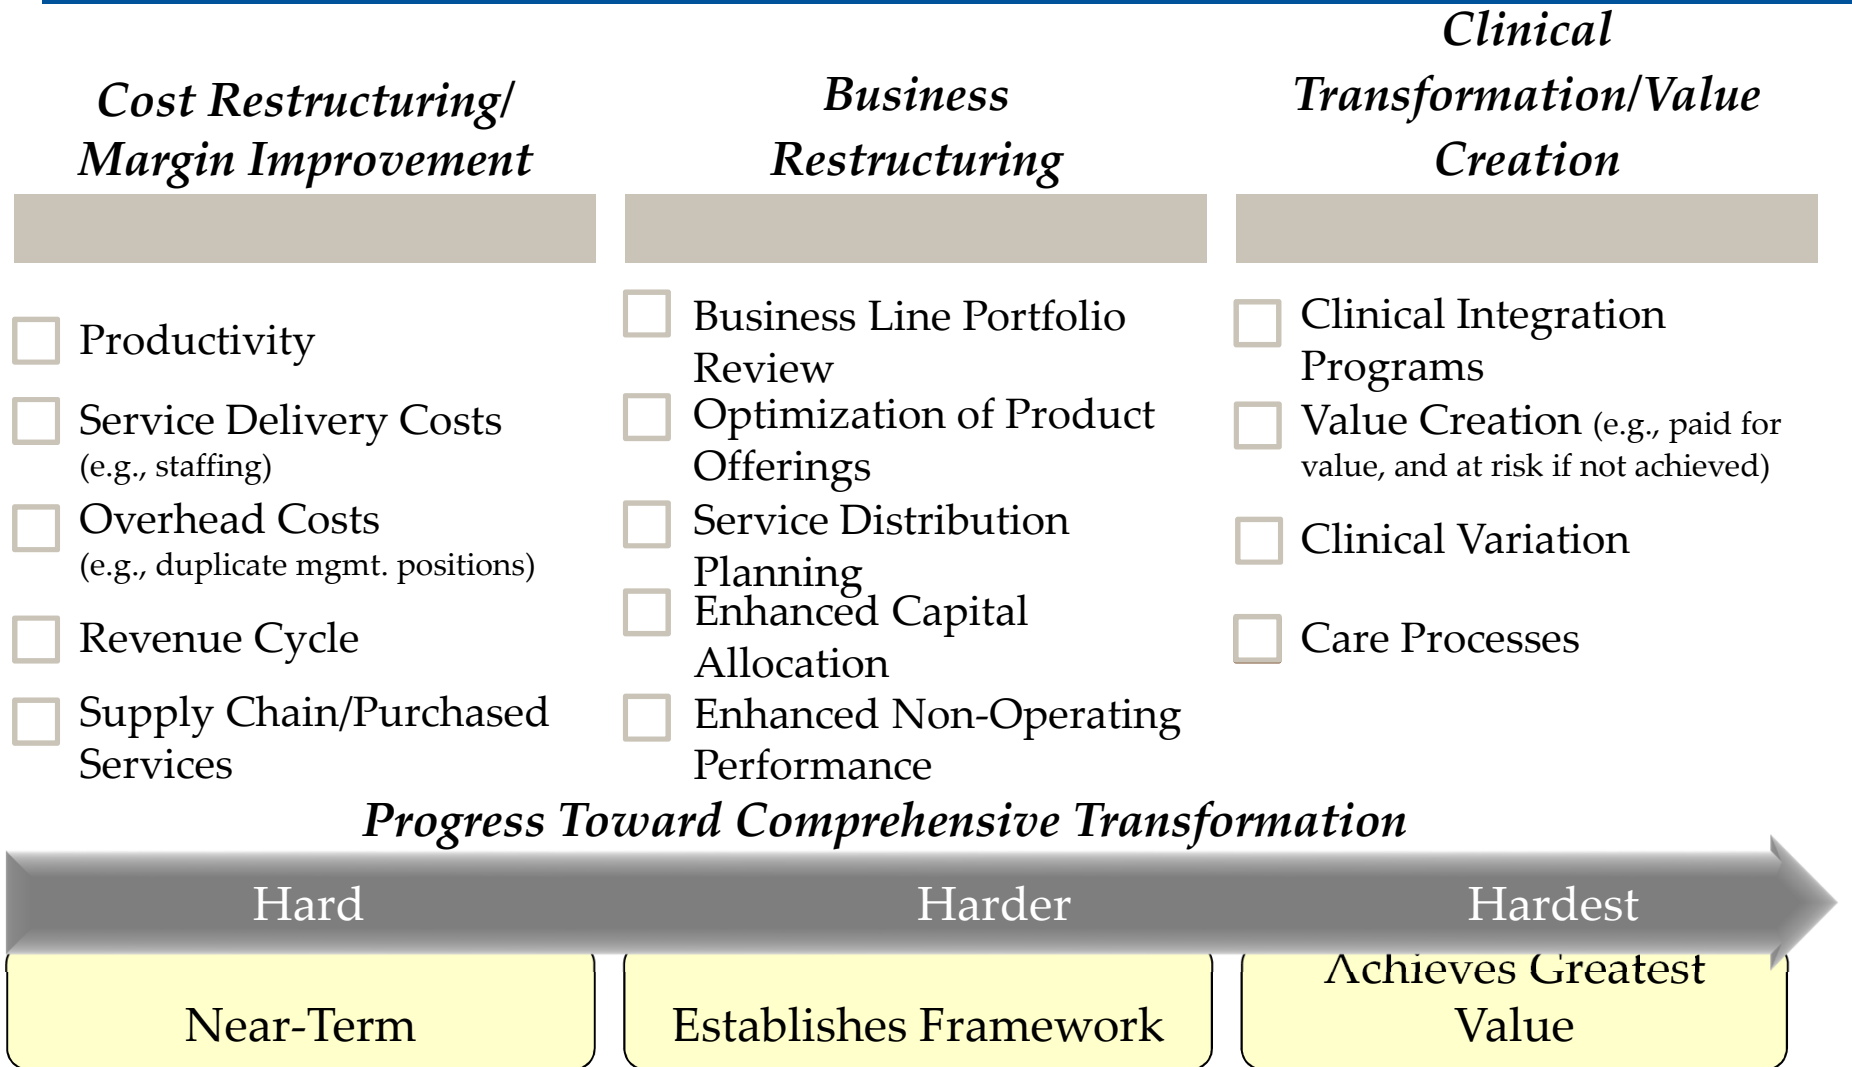 Cost Restructuring/
Margin Improvement
Productivity
Service Delivery Costs
(e.g., staffing)
Overhead Costs
(e.g., duplicate mgmt. positions)
Revenue Cycle
Supply Chain/Purchased
Services
Business
Restructuring
Business Line Portfolio
Review
Optimization of Product
Offerings
Service Distribution
Planning
Enhanced Capital
Allocation
Enhanced Non-Operating
Performance
Clinical
Transformation/Value
Creation
Clinical Integration
Programs
Value Creation (e.g., paid for
value, and at risk if not achieved)
Clinical Variation
Care Processes
Progress Toward Comprehensive Transformation
Hard
Harder
Hardest
Near-Term
Establishes Framework
Achieves Greatest
Value